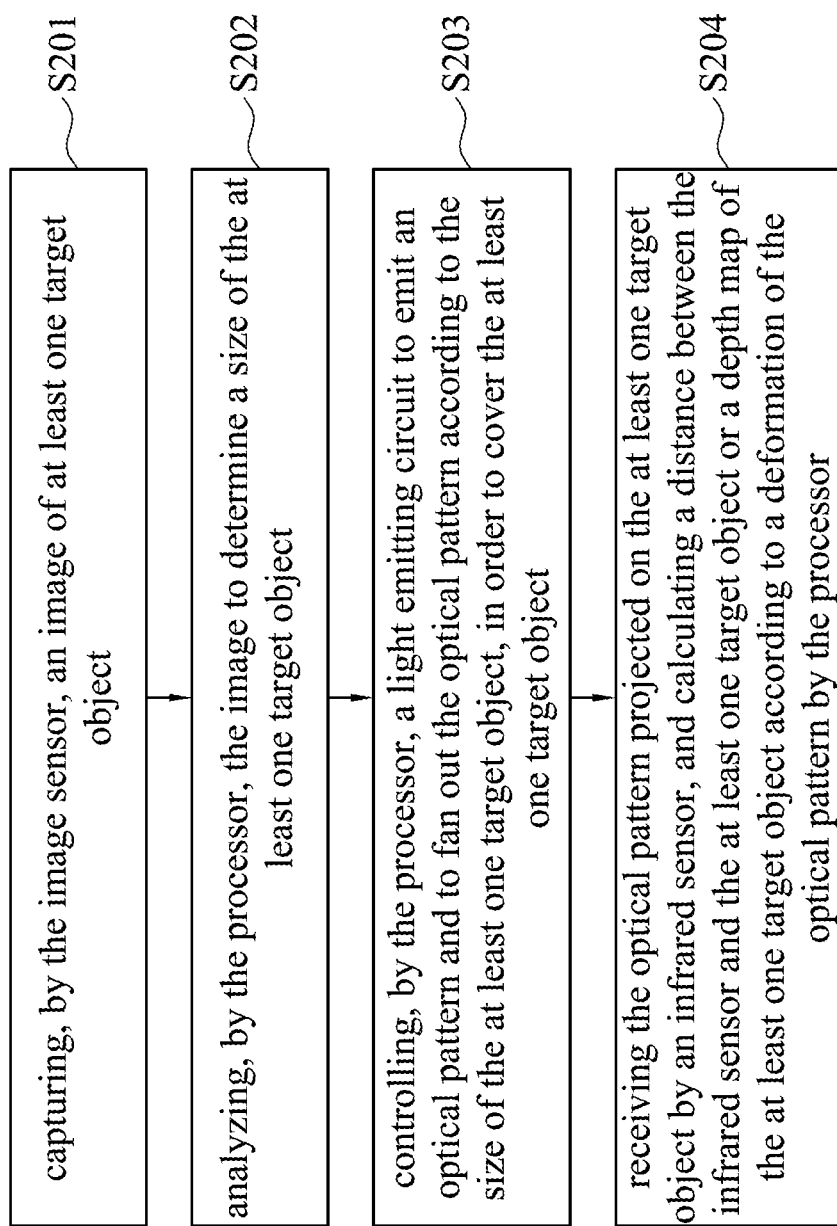 capturing, by the image sensor, an image of at least one target
object
S201
analyzing, by the processor, the image to determine a size of the at
least one target object
S202
controlling, by the processor, a light emitting circuit to emit an
optical pattern and to fan out the optical pattern according to the
size of the at least one target object, in order to cover the at least
one target object
S203
receiving the optical pattern projected on the at least one target
object by an infrared sensor, and calculating a distance between the
infrared sensor and the at least one target object or a depth map of
the at least one target object according to a deformation of the
optical pattern by the processor
S204